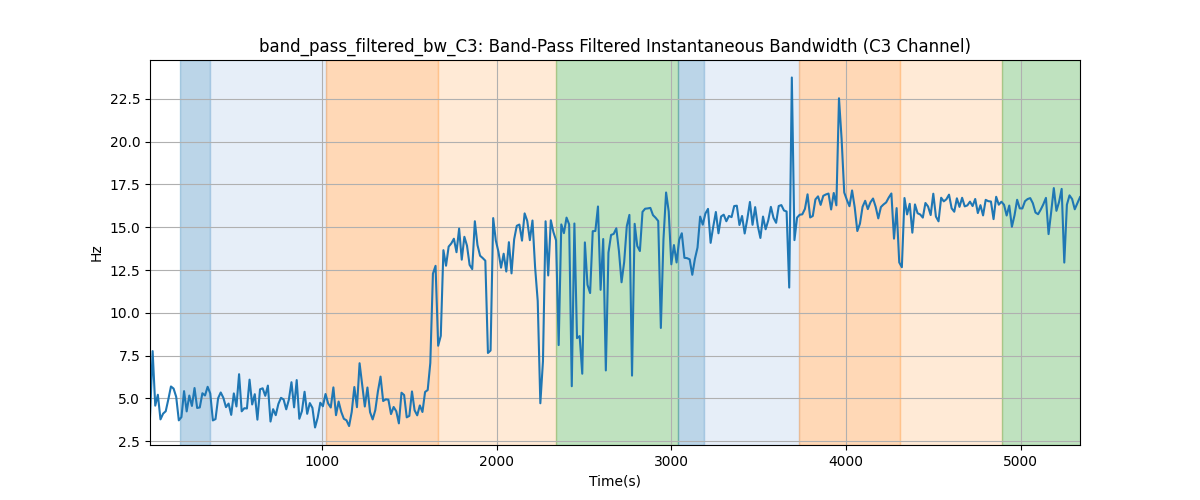 band_pass_filtered_bw_C3: Band-Pass Filtered Instantaneous Bandwidth (C3 Channel)
22.5
20.0
17.5
15.0
12.5
10.0
7.5
5.0
2.5
Hz
1000 2000 3000 4000 5000
Time(s)